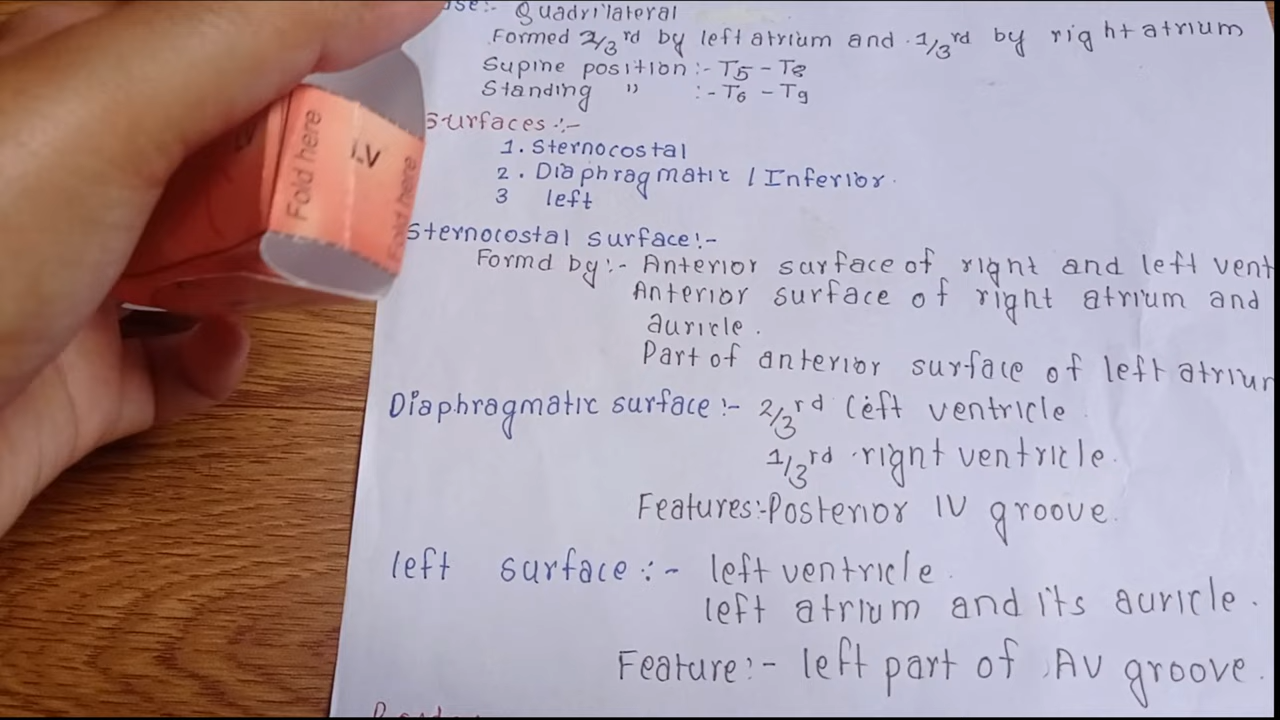 Quadrilateral
Formed 2/3rd by left atrium and 1/3rd by right atrium
Supine position :- T5 - T8
Standing " :- T6 - T9
Surfaces :-
1. Sternocostal
2. Diaphragmatic / Inferior.
3 left
Sternocostal surface :-
Formd by :- Anterior surface of right and left vent
Anterior surface of right atrium and
auricle.
Part of anterior surface of left atrium
Diaphragmatic surface :- 2/3rd left ventricle
1/3rd right ventricle.
Features :- Posterior IV groove.
left surface :- left ventricle.
left atrium and its auricle.
Feature :- left part of AV groove.
Fold here
LV
Fold here